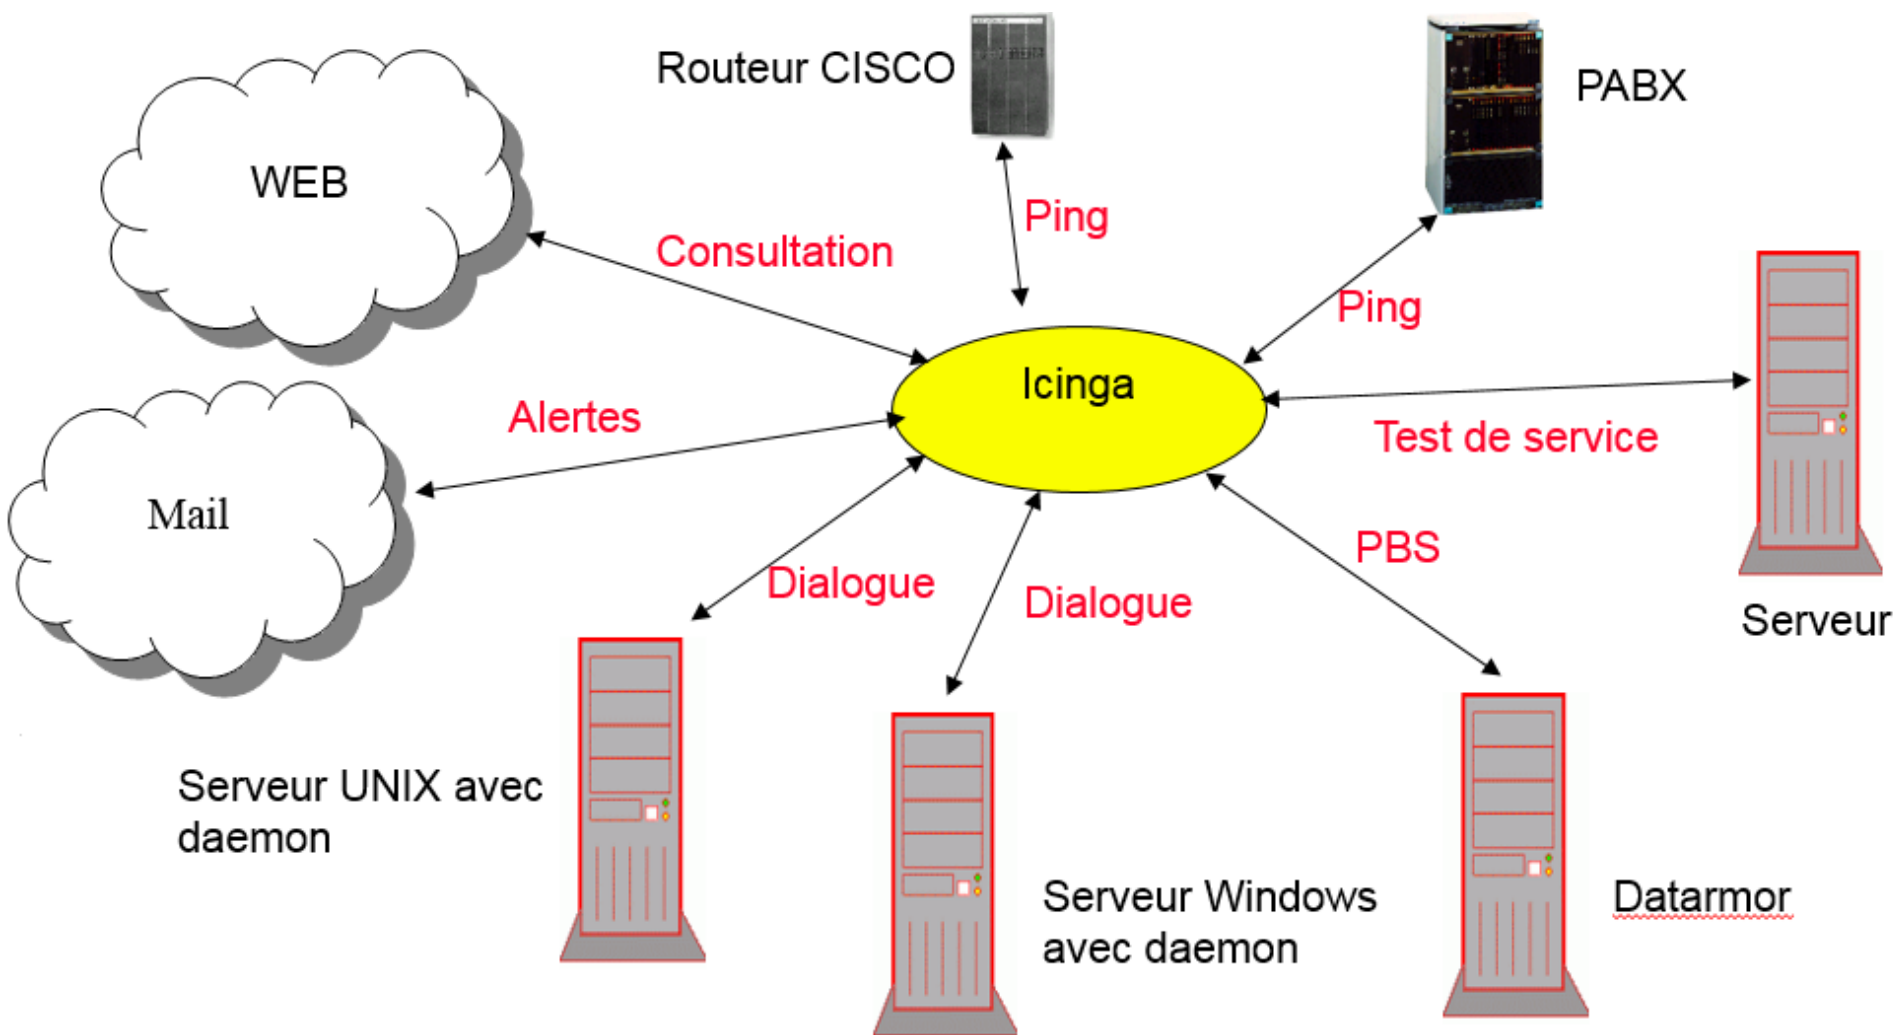 Routeur CISCO
PABX
WEB
Ping
Consultation
Ping
Icinga
Alertes
Test de service
Mail
PBS
Dialogue
Dialogue
Serveur
Serveur UNIX avec
daemon
Serveur Windows
avec daemon
Datarmor